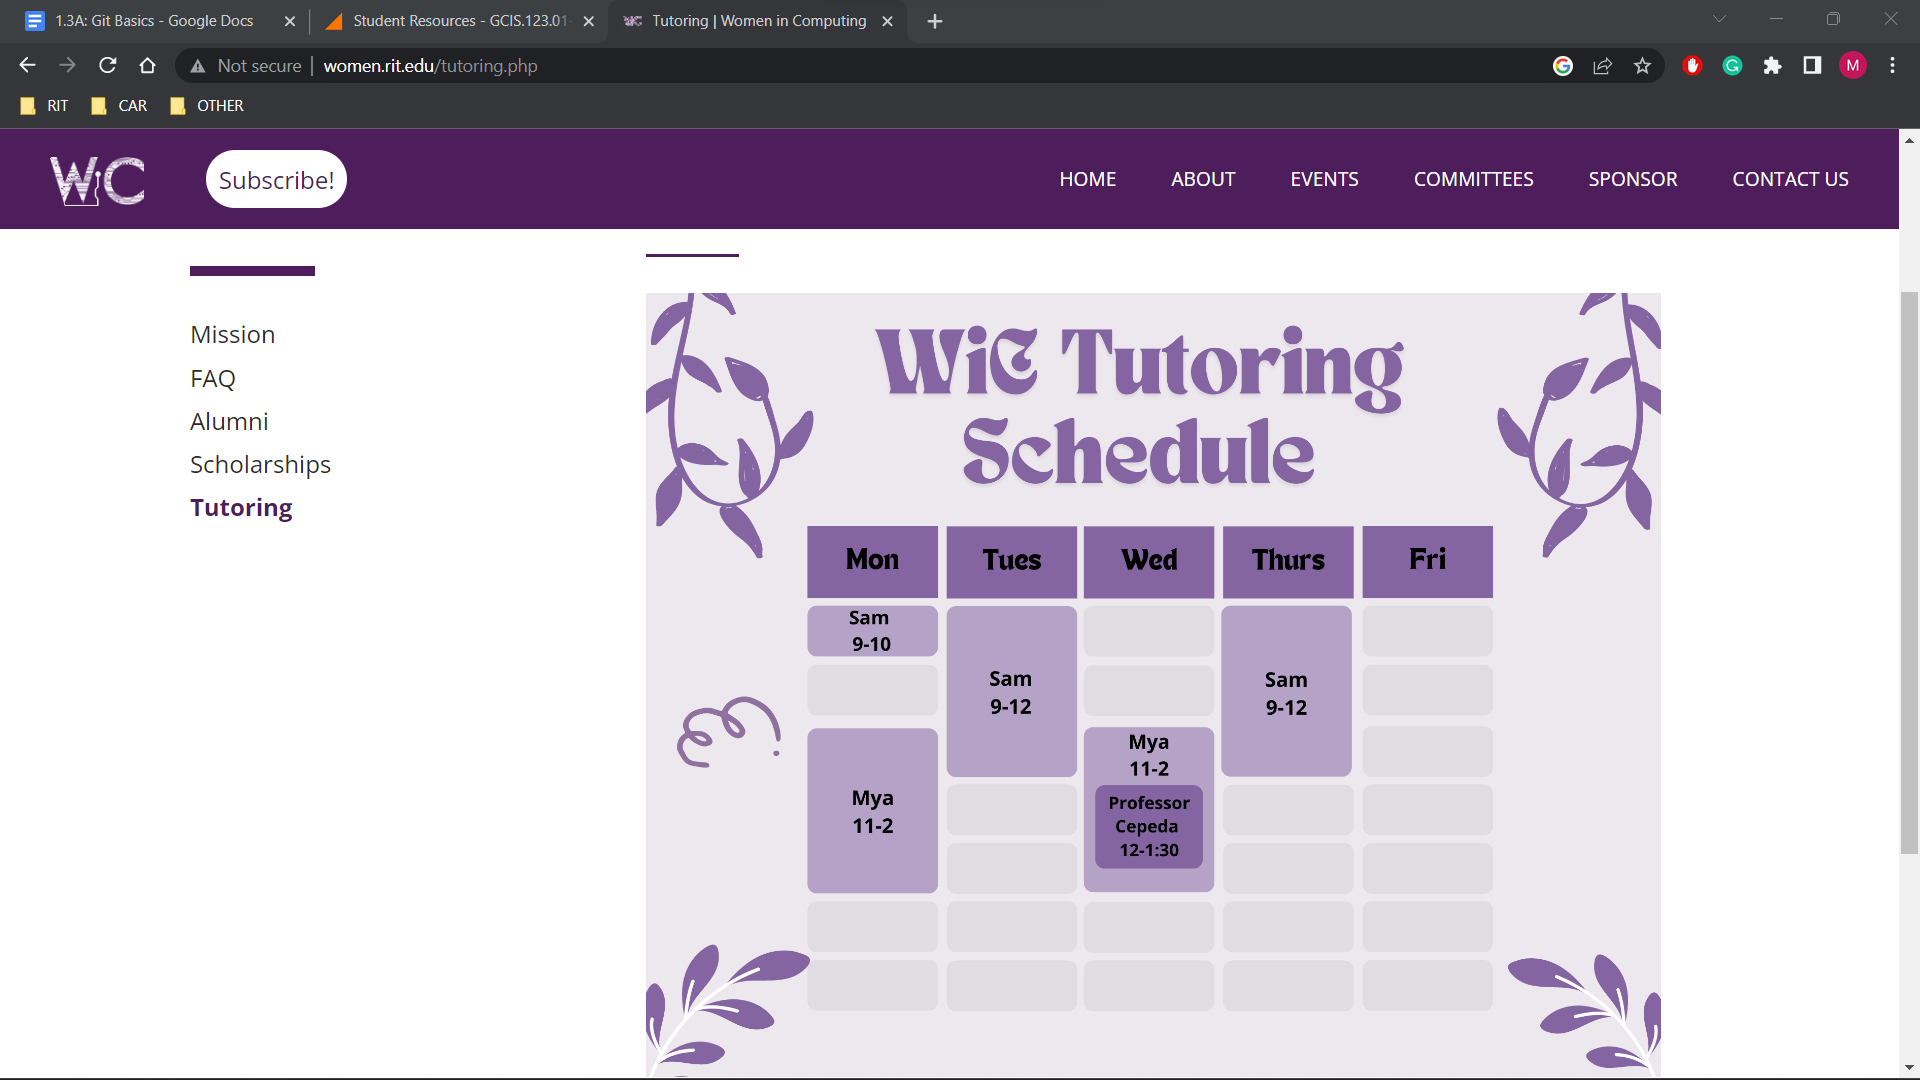 1.3A: Git Basics - Google Docs
Student Resources - GCIS.123.01
Tutoring | Women in Computing
Not secure | women.rit.edu/tutoring.php
M
RIT
CAR
OTHER
WiC
Subscribe!
HOME
ABOUT
EVENTS
COMMITTEES
SPONSOR
CONTACT US
Mission
FAQ
Alumni
Scholarships
Tutoring
WiC Tutoring
Schedule
Mon
Tues
Wed
Thurs
Fri
Sam
9-10
Sam
9-12
Sam
9-12
Mya
11-2
Mya
11-2
Professor
Cepeda
12-1:30